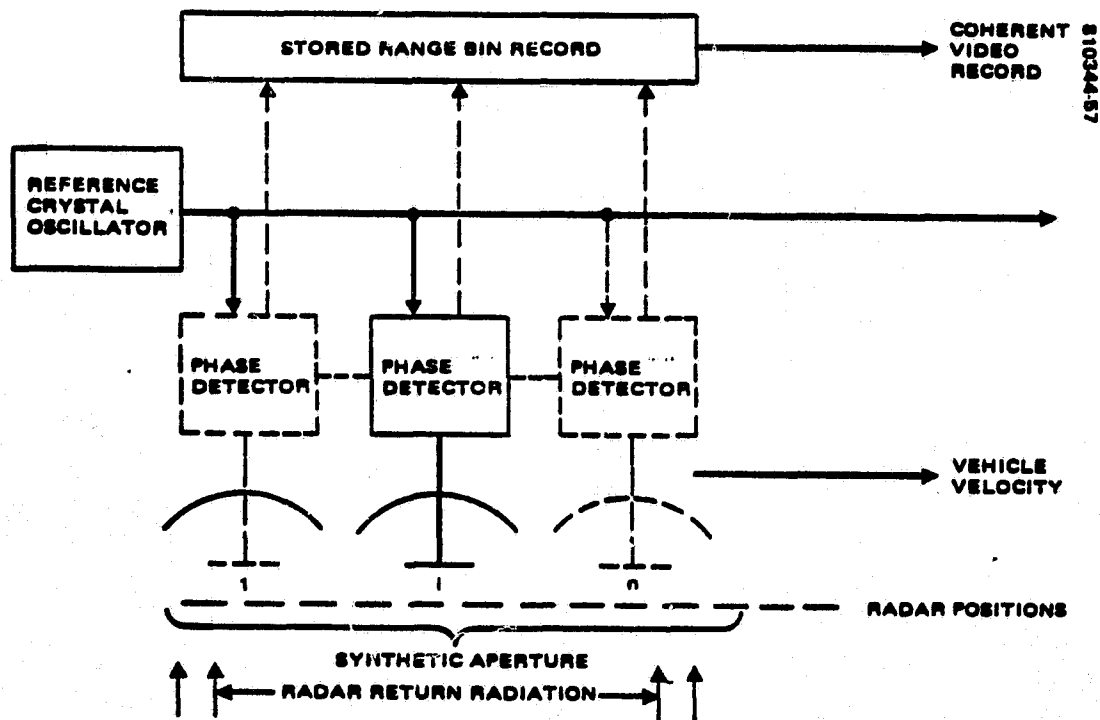 STORED RANGE BIN RECORD
COHERENT
VIDEO
RECORD
810344-57
REFERENCE
CRYSTAL
OSCILLATOR
PHASE
DETECTOR
PHASE
DETECTOR
PHASE
DETECTOR
VEHICLE
VELOCITY
1
i
n
RADAR POSITIONS
SYNTHETIC APERTURE
RADAR RETURN RADIATION